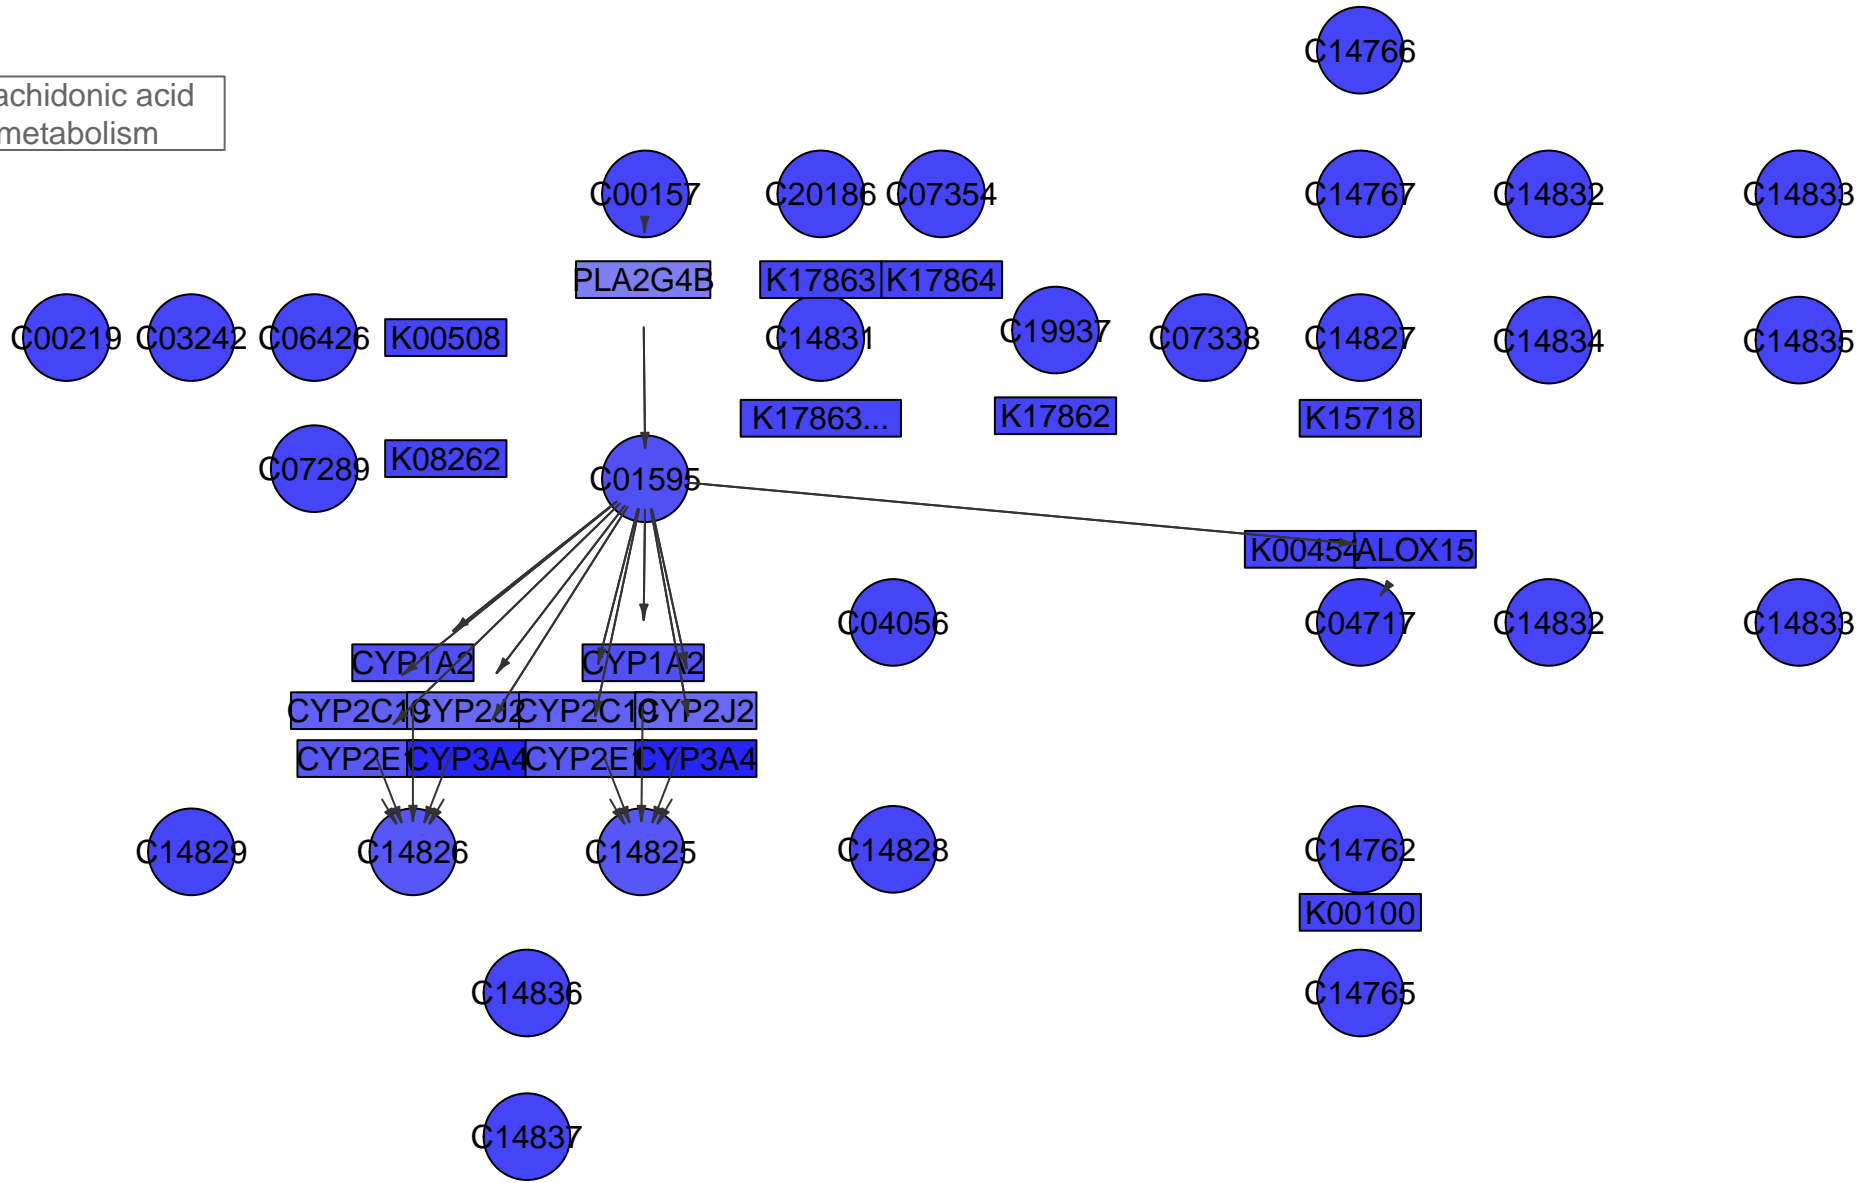 C14766
achidonic acid
metabolism
C00157
C20186
C07354
C14767
C14832
C14833
PLA2G4B
K17863
K17864
C00219
C03242
C06426
K00508
C14831
C19937
C07338
C14827
C14834
C14835
K17863...
K17862
K15718
C07289
K08262
C01595
K00454
ALOX15
C04056
C04717
C14832
C14833
CYP1A2
CYP1A2
CYP2C19
CYP2J2
CYP2C19
CYP2J2
CYP2E1
CYP3A4
CYP2E1
CYP3A4
C14829
C14826
C14825
C14828
C14762
K00100
C14836
C14765
C14837